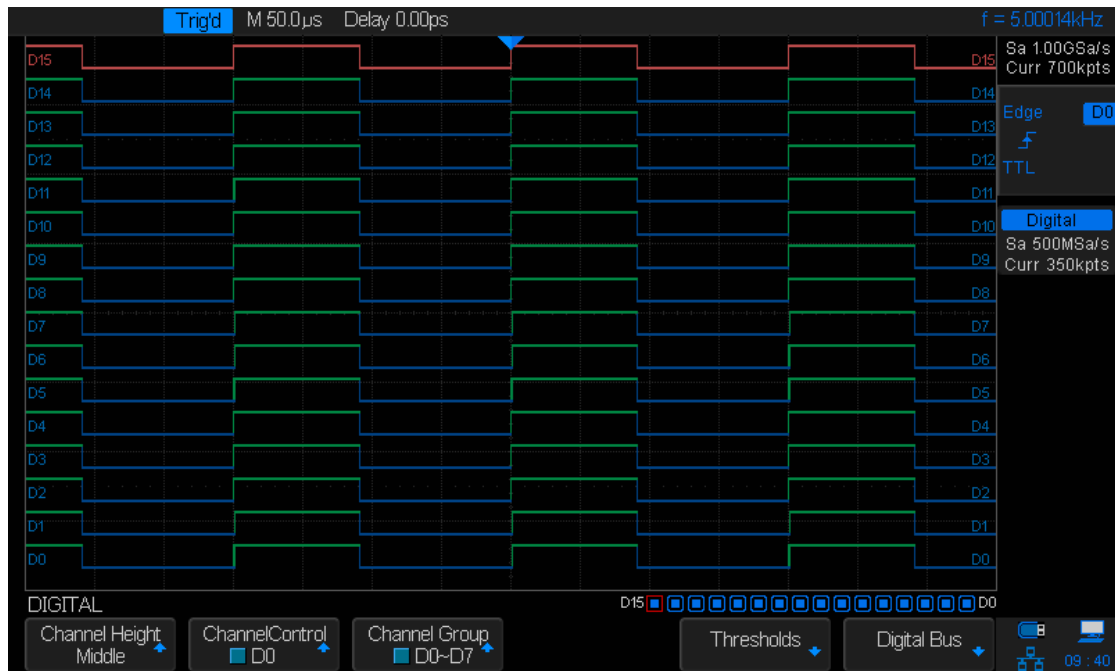 Trig'd M 50.0µs Delay 0.00ps f = 5.00014kHz
Sa 1.00GSa/s
Curr 700kpts
Edge D0
TTL
Digital
Sa 500MSa/s
Curr 350kpts
D15 D15
D14 D14
D13 D13
D12 D12
D11 D11
D10 D10
D9 D9
D8 D8
D7 D7
D6 D6
D5 D5
D4 D4
D3 D3
D2 D2
D1 D1
D0 D0
DIGITAL D15 D0
Channel Height
Middle
ChannelControl
D0
Channel Group
D0~D7
Thresholds
Digital Bus
09 : 40